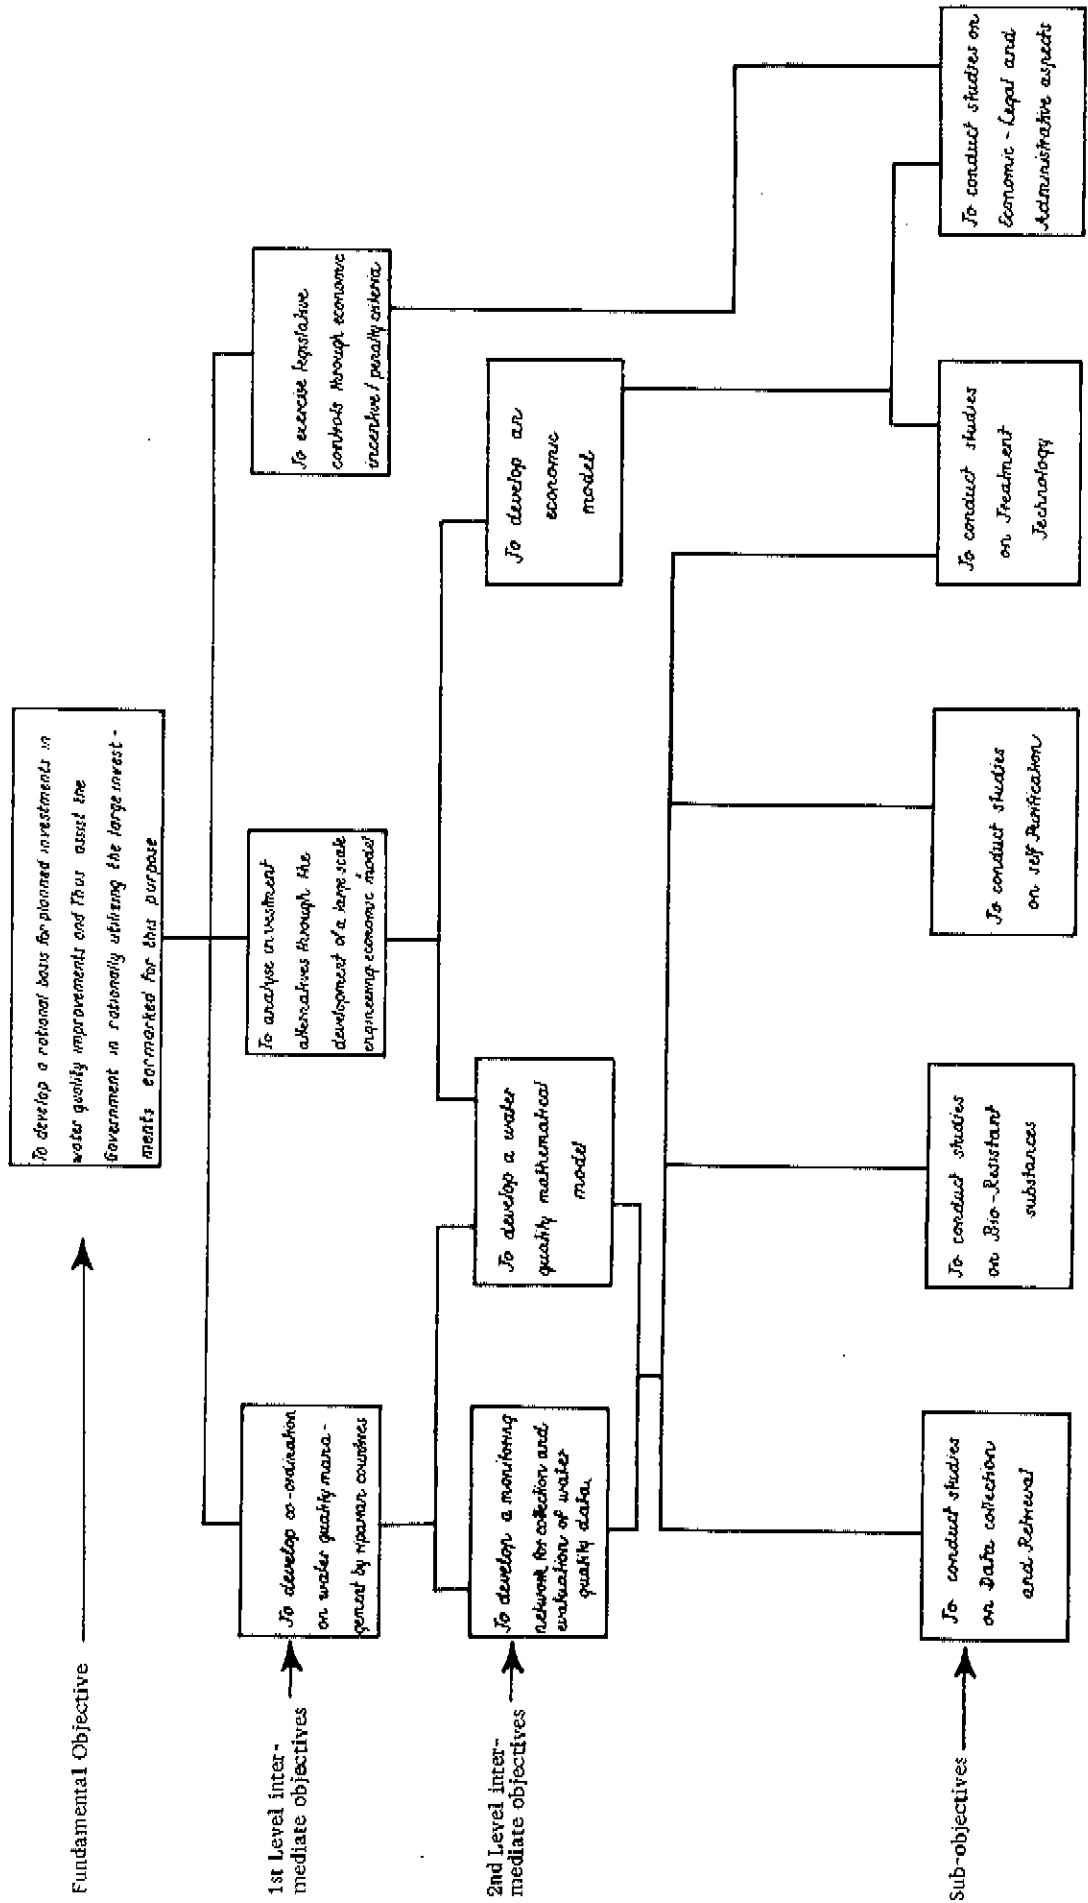 Fundamental Objective
To develop a rational basis for planned investments in
water quality improvements and Thus assist the
Government in rationally utilizing the large invest -
ments earmarked for this purpose
1st Level inter-
mediate objectives
To develop co-ordination
on water quality mana -
gement by riparian countries
To analyse investment
alternatives through the
development of a large scale
engineering economic model
To exercise legislative
controls through economic
incentive / penalty criteria
2nd Level inter-
mediate objectives
To develop a monitoring
network for collection and
evaluation of water
quality data,
To develop a water
quality mathematical
model
To develop an
economic
model
Sub-objectives
To conduct studies
on Data collection
and Retrieval
To conduct studies
on Bio-Resistant
substances
To conduct studies
on self Purification
To conduct studies
on Treatment
Technology
To conduct studies on
Economic - Legal and
Administrative aspects